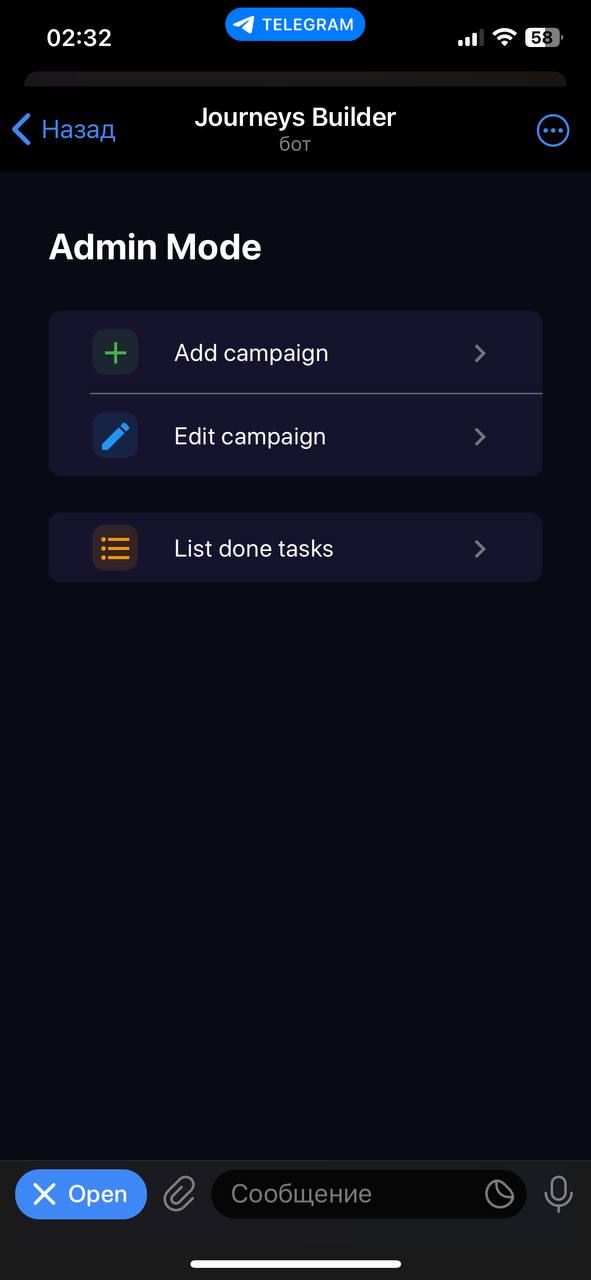 02:32
TELEGRAM
58
Назад
Journeys Builder
бот
Admin Mode
Add campaign
Edit campaign
List done tasks
Open
Сообщение